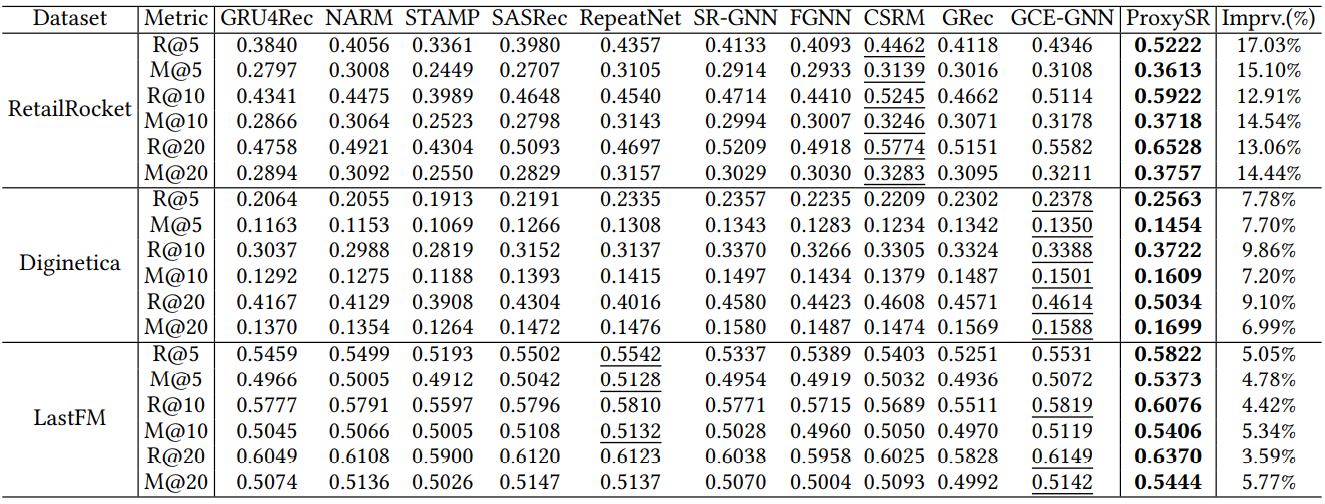 Dataset Metric GRU4Rec NARM STAMP SASRec RepeatNet SR-GNN FGNN CSRM GRec GCE-GNN ProxySR Imprv.(%)
R@5 0.3840 0.4056 0.3361 0.3980 0.4357 0.4133 0.4093 0.4462 0.4118 0.4346 0.5222 17.03%
M@5 0.2797 0.3008 0.2449 0.2707 0.3105 0.2914 0.2933 0.3139 0.3016 0.3108 0.3613 15.10%
RetailRocket R@10 0.4341 0.4475 0.3989 0.4648 0.4540 0.4714 0.4410 0.5245 0.4662 0.5114 0.5922 12.91%
M@10 0.2866 0.3064 0.2523 0.2798 0.3143 0.2994 0.3007 0.3246 0.3071 0.3178 0.3718 14.54%
R@20 0.4758 0.4921 0.4304 0.5093 0.4697 0.5209 0.4918 0.5774 0.5151 0.5582 0.6528 13.06%
M@20 0.2894 0.3092 0.2550 0.2829 0.3157 0.3029 0.3030 0.3283 0.3095 0.3211 0.3757 14.44%
R@5 0.2064 0.2055 0.1913 0.2191 0.2335 0.2357 0.2235 0.2209 0.2302 0.2378 0.2563 7.78%
M@5 0.1163 0.1153 0.1069 0.1266 0.1308 0.1343 0.1283 0.1234 0.1342 0.1350 0.1454 7.70%
Diginetica R@10 0.3037 0.2988 0.2819 0.3152 0.3137 0.3370 0.3266 0.3305 0.3324 0.3388 0.3722 9.86%
M@10 0.1292 0.1275 0.1188 0.1393 0.1415 0.1497 0.1434 0.1379 0.1487 0.1501 0.1609 7.20%
R@20 0.4167 0.4129 0.3908 0.4304 0.4016 0.4580 0.4423 0.4608 0.4571 0.4614 0.5034 9.10%
M@20 0.1370 0.1354 0.1264 0.1472 0.1476 0.1580 0.1487 0.1474 0.1569 0.1588 0.1699 6.99%
R@5 0.5459 0.5499 0.5193 0.5502 0.5542 0.5337 0.5389 0.5403 0.5251 0.5531 0.5822 5.05%
M@5 0.4966 0.5005 0.4912 0.5042 0.5128 0.4954 0.4919 0.5032 0.4936 0.5072 0.5373 4.78%
LastFM R@10 0.5777 0.5791 0.5597 0.5796 0.5810 0.5771 0.5715 0.5689 0.5511 0.5819 0.6076 4.42%
M@10 0.5045 0.5066 0.5005 0.5108 0.5132 0.5028 0.4960 0.5050 0.4970 0.5119 0.5406 5.34%
R@20 0.6049 0.6108 0.5900 0.6120 0.6123 0.6038 0.5958 0.6025 0.5828 0.6149 0.6370 3.59%
M@20 0.5074 0.5136 0.5026 0.5147 0.5137 0.5070 0.5004 0.5093 0.4992 0.5142 0.5444 5.77%